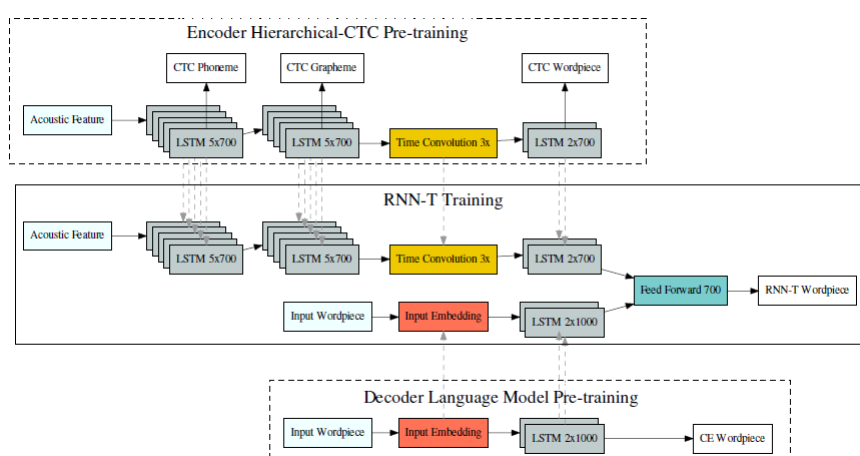 Encoder Hierarchical-CTC Pre-training
CTC Phoneme
CTC Grapheme
CTC Wordpiece
Acoustic Feature
LSTM 5x700
LSTM 5x700
Time Convolution 3x
LSTM 2x700
RNN-T Training
Acoustic Feature
LSTM 5x700
LSTM 5x700
Time Convolution 3x
LSTM 2x700
Feed Forward 700
RNN-T Wordpiece
Input Wordpiece
Input Embedding
LSTM 2x1000
Decoder Language Model Pre-training
Input Wordpiece
Input Embedding
LSTM 2x1000
CE Wordpiece